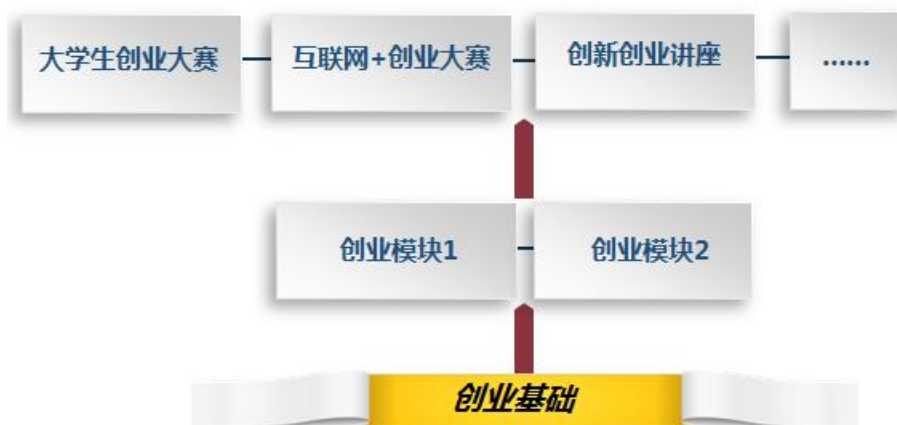 大学生创业大赛
互联网+创业大赛
创新创业讲座
......
创业模块1
创业模块2
创业基础